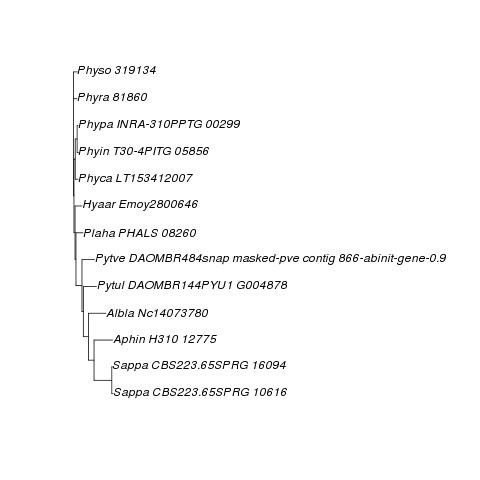 Physo 319134
Phyra 81860
Phypa INRA-310PPTG 00299
Phyin T30-4PITG 05856
Phyca LT153412007
Hyaar Emoy2800646
Plaha PHALS 08260
Pytve DAOMBR484snap masked-pve contig 866-abinit-gene-0.9
Pytul DAOMBR144PYU1 G004878
Albla Nc14073780
Aphin H310 12775
Sappa CBS223.65SPRG 16094
Sappa CBS223.65SPRG 10616